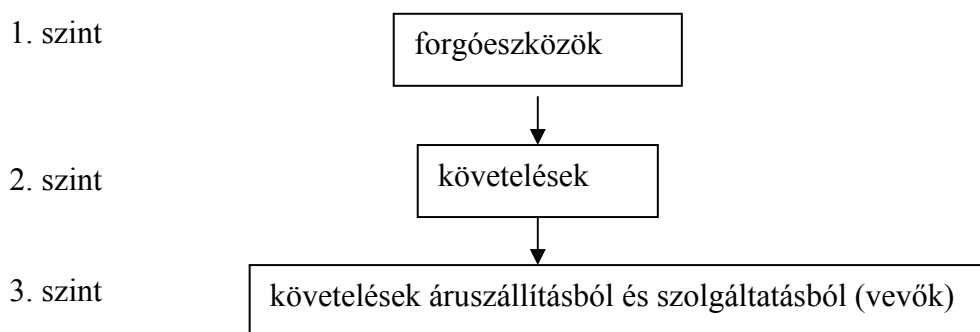 1. szint
forgóeszközök
2. szint
követelések
3. szint
követelések áruszállításból és szolgáltatásból (vevők)